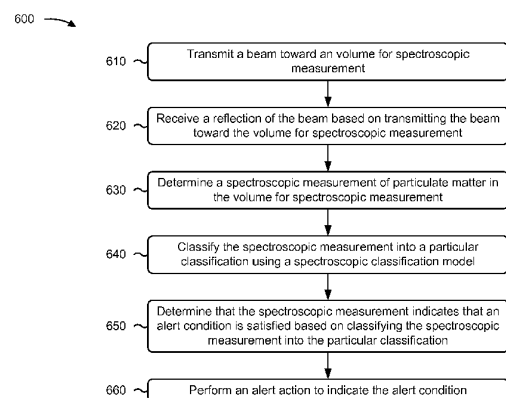 600
610
Transmit a beam toward an volume for spectroscopic
measurement
620
Receive a reflection of the beam based on transmitting the beam
toward the volume for spectroscopic measurement
630
Determine a spectroscopic measurement of particulate matter in
the volume for spectroscopic measurement
640
Classify the spectroscopic measurement into a particular
classification using a spectroscopic classification model
650
Determine that the spectroscopic measurement indicates that an
alert condition is satisfied based on classifying the spectroscopic
measurement into the particular classification
660
Perform an alert action to indicate the alert condition